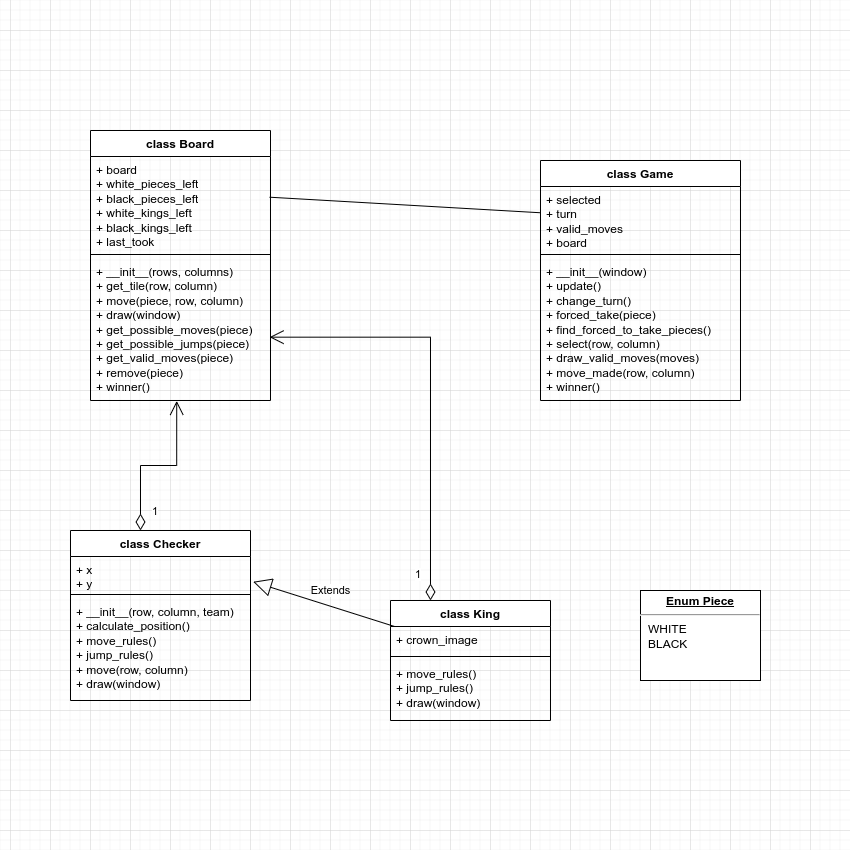 class Board
+ board
+ white_pieces_left
+ black_pieces_left
+ white_kings_left
+ black_kings_left
+ last_took
+ __init__(rows, columns)
+ get_tile(row, column)
+ move(piece, row, column)
+ draw(window)
+ get_possible_moves(piece)
+ get_possible_jumps(piece)
+ get_valid_moves(piece)
+ remove(piece)
+ winner()
class Game
+ selected
+ turn
+ valid_moves
+ board
+ __init__(window)
+ update()
+ change_turn()
+ forced_take(piece)
+ find_forced_to_take_pieces()
+ select(row, column)
+ draw_valid_moves(moves)
+ move_made(row, column)
+ winner()
1
class Checker
+ x
+ y
+ __init__(row, column, team)
+ calculate_position()
+ move_rules()
+ jump_rules()
+ move(row, column)
+ draw(window)
Extends
1
class King
+ crown_image
+ move_rules()
+ jump_rules()
+ draw(window)
Enum Piece
WHITE
BLACK